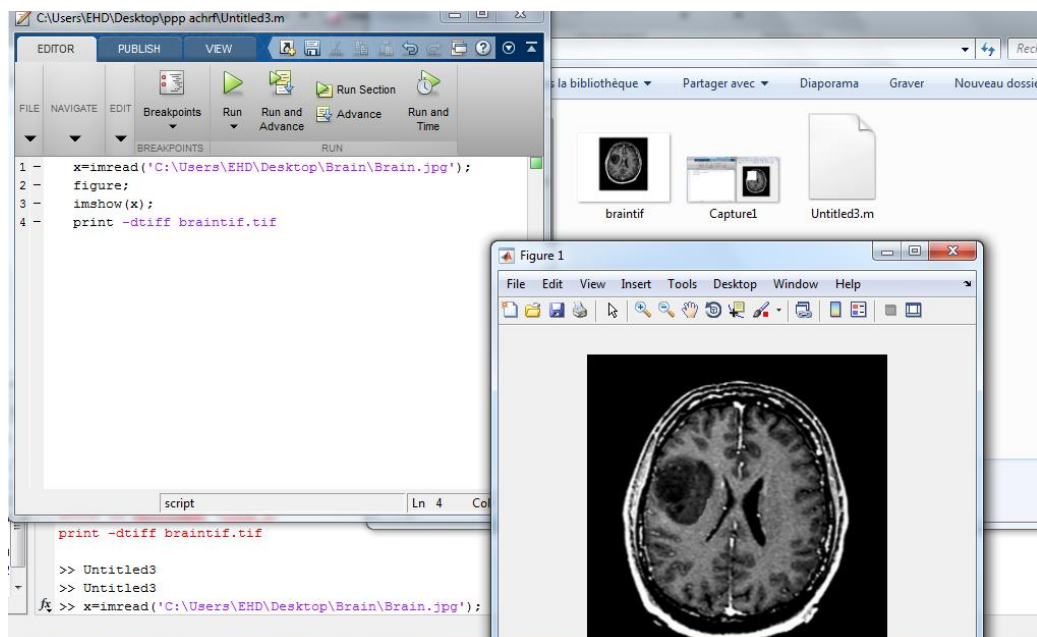 C:\Users\EHD\Desktop\ppp achrf\Untitled3.m
EDITOR PUBLISH VIEW
FILE NAVIGATE EDIT Breakpoints Run Run and Advance Run Section Advance Run and Time
BREAKPOINTS RUN
1 - x=imread('C:\Users\EHD\Desktop\Brain\Brain.jpg');
2 - figure;
3 - imshow(x);
4 - print -dtiff braintif.tif
script Ln 4 Col
print -dtiff braintif.tif
>> Untitled3
>> Untitled3
fx >> x=imread('C:\Users\EHD\Desktop\Brain\Brain.jpg');
Rech
s la bibliothèque Partager avec Diaporama Graver Nouveau dossie
braintif Capture1 Untitled3.m
Figure 1
File Edit View Insert Tools Desktop Window Help